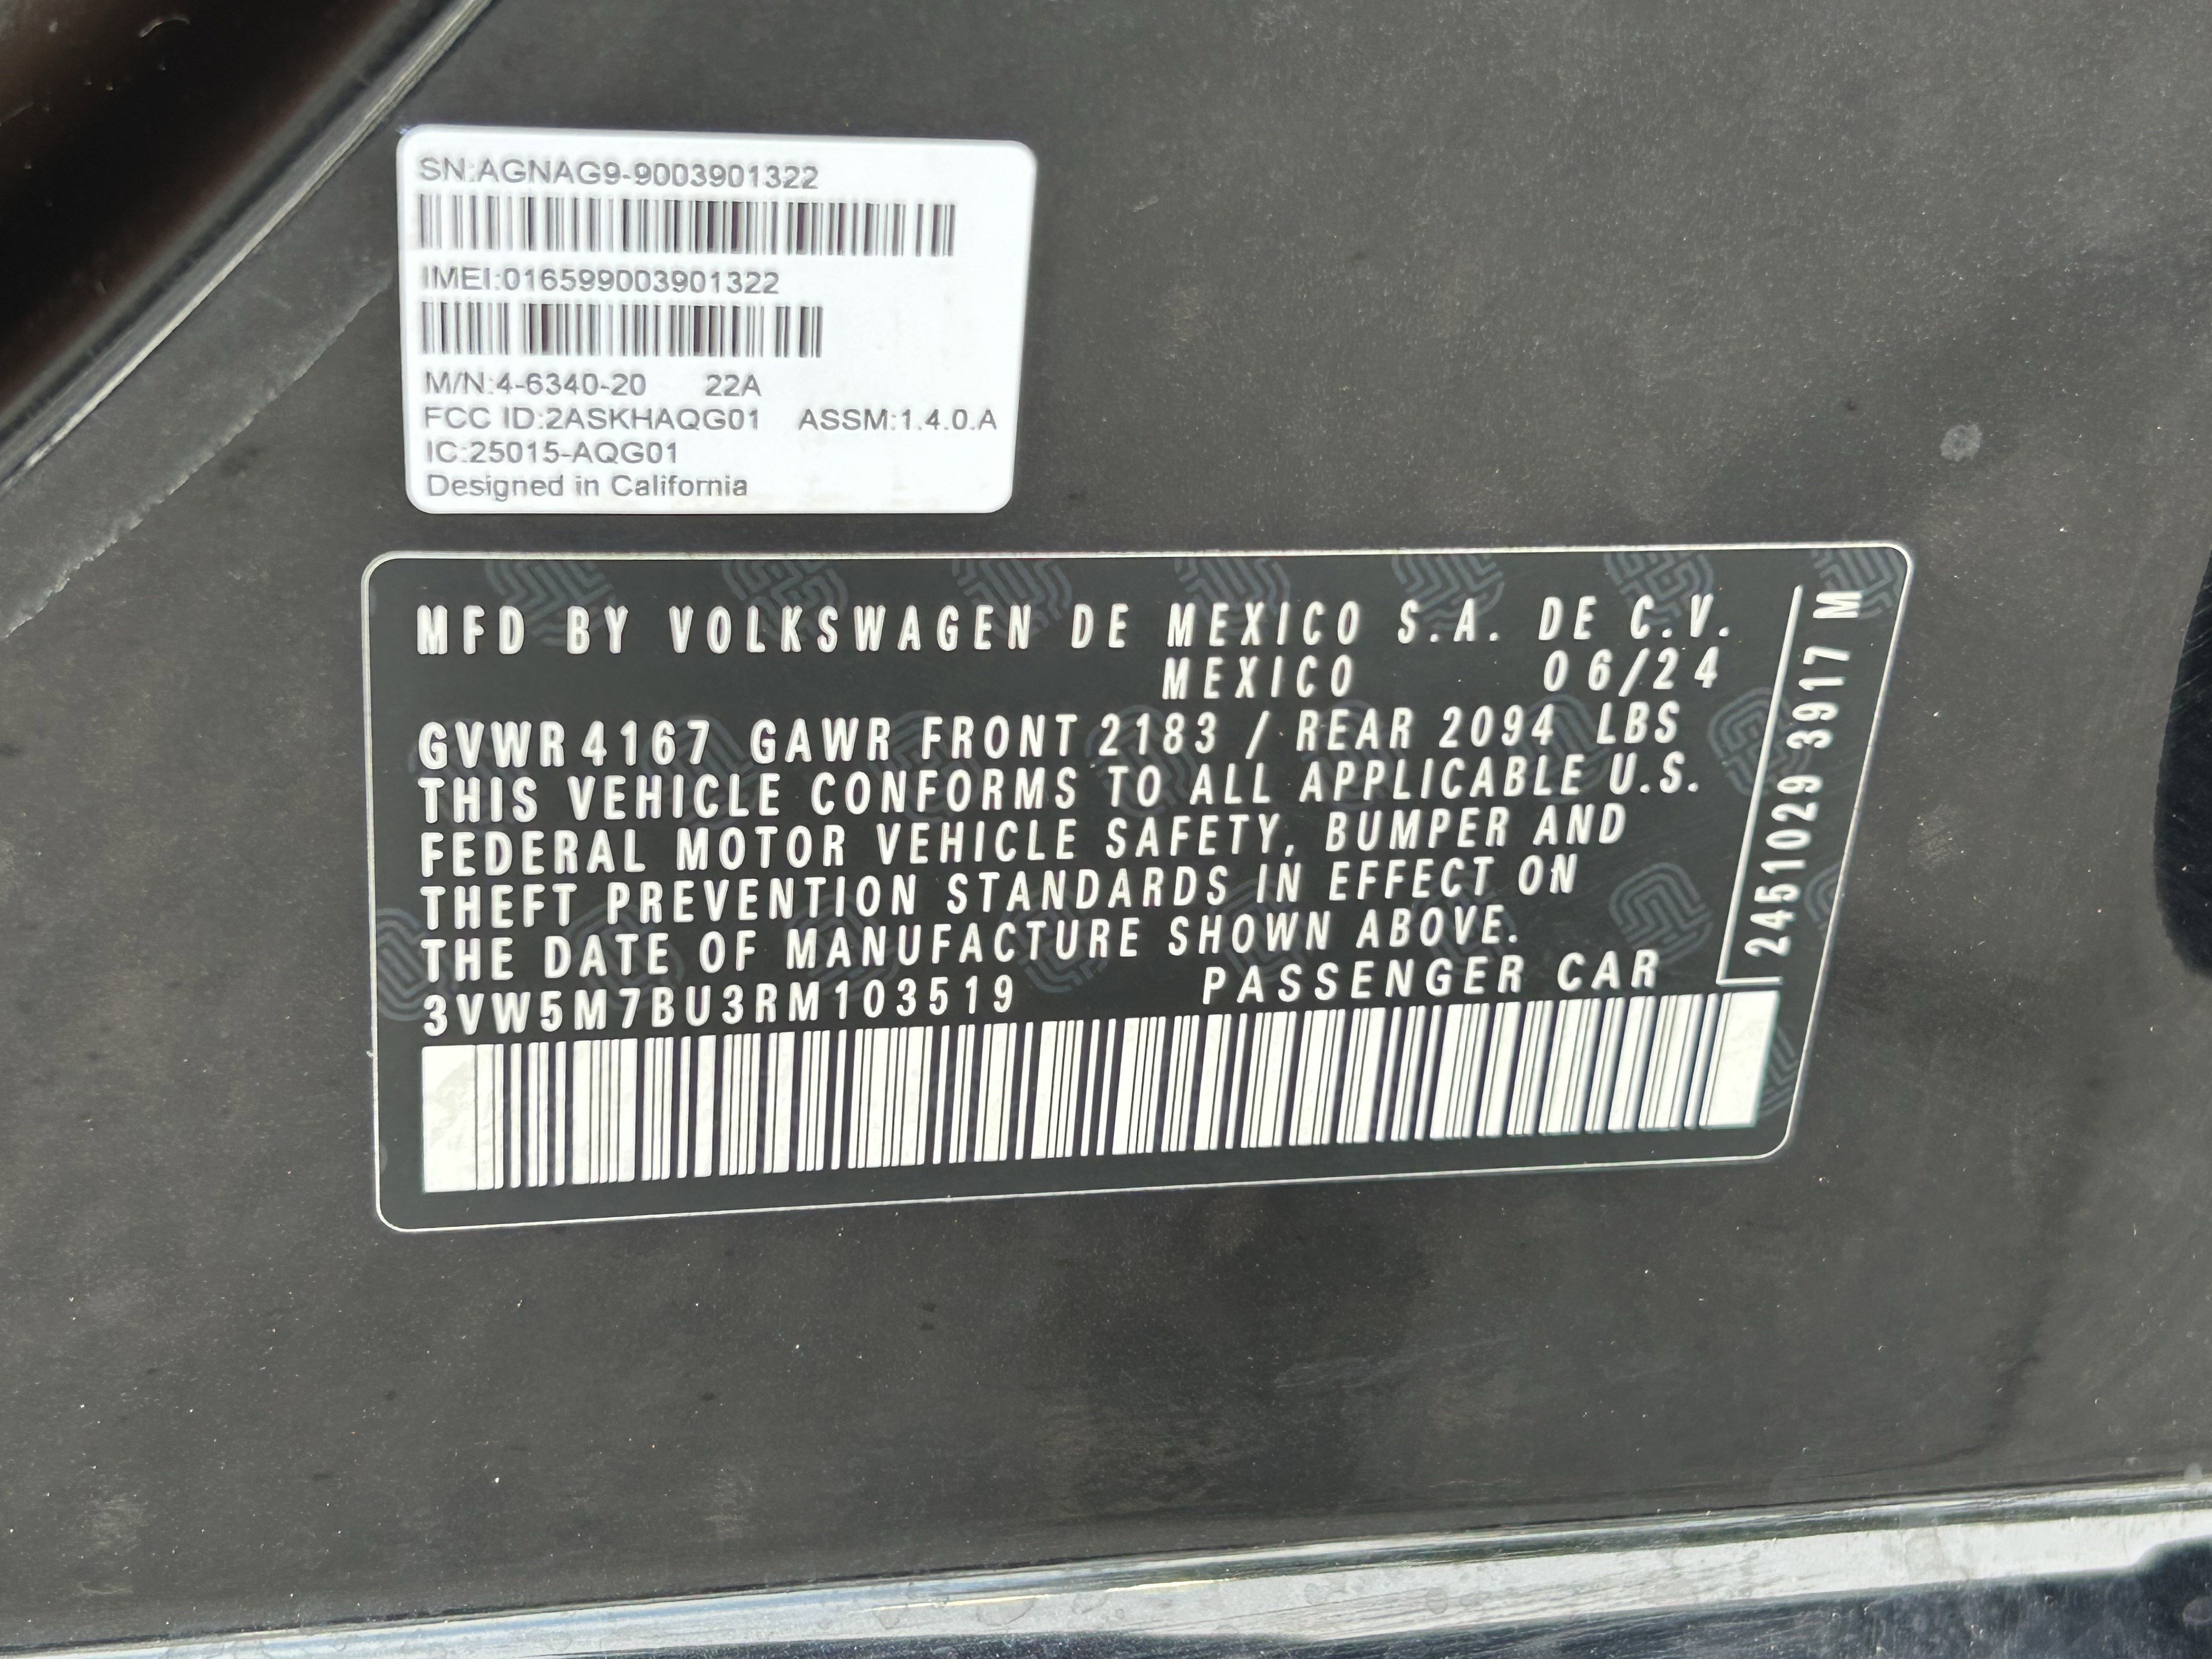 SN:AGNAG9-9003901322
IMEI:016599003901322
M/N:4-6340-20 22A
FCC ID:2ASKHAQG01 ASSM:1.4.0.A
IC:25015-AQG01
Designed in California
MFD BY VOLKSWAGEN DE MEXICO S.A. DE C.V.
MEXICO 06/24
GVWR 4167 GAWR FRONT 2183 / REAR 2094 LBS
THIS VEHICLE CONFORMS TO ALL APPLICABLE U.S.
FEDERAL MOTOR VEHICLE SAFETY, BUMPER AND
THEFT PREVENTION STANDARDS IN EFFECT ON
THE DATE OF MANUFACTURE SHOWN ABOVE.
3VW5M7BU3RM103519 PASSENGER CAR
2451029 3917 M